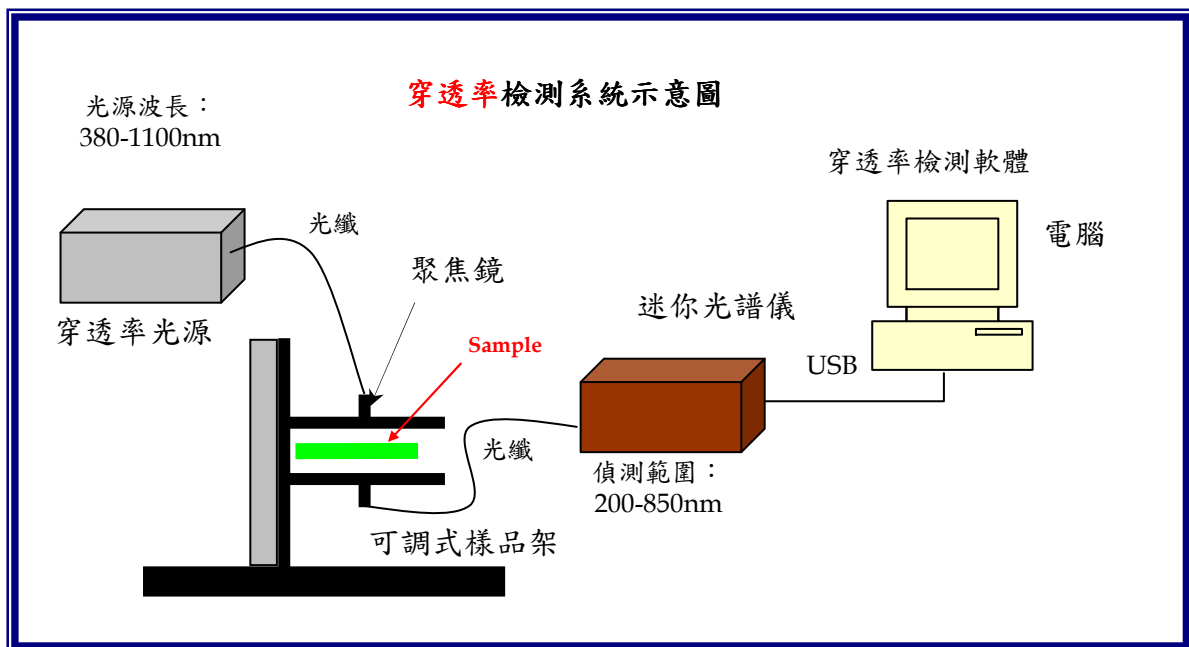 穿透率檢測系統示意圖
光源波長：
380-1100nm
穿透率檢測軟體
光纖
電腦
聚焦鏡
迷你光譜儀
穿透率光源
Sample
USB
光纖
偵測範圍：
200-850nm
可調式樣品架